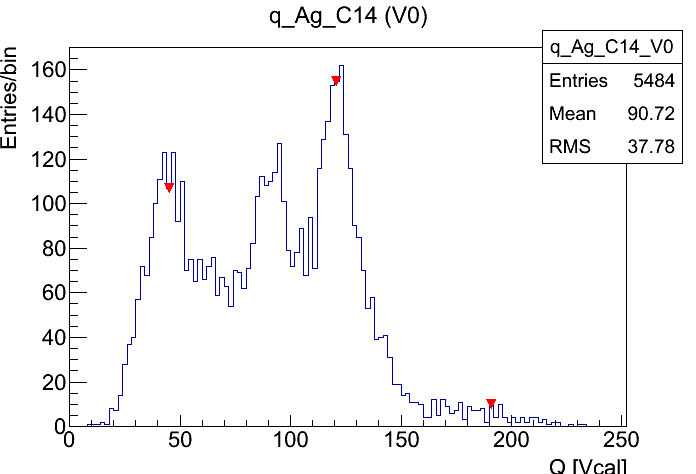 q_Ag_C14 (V0)
q_Ag_C14_V0
Entries 5484
Mean 90.72
RMS 37.78
Entries/bin
160
140
120
100
80
60
40
20
0
0 50 100 150 200 250
Q [Vcal]